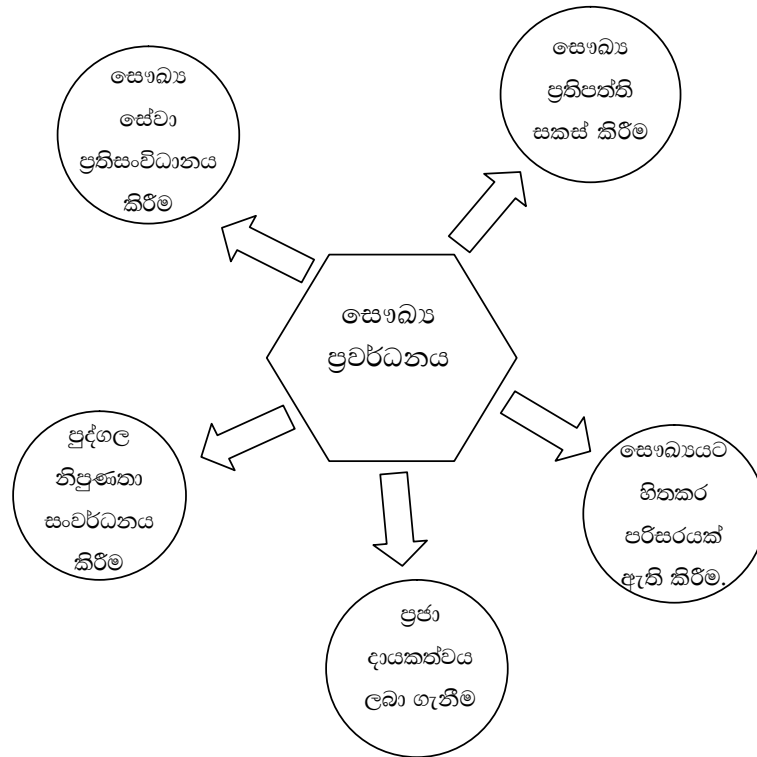 සෞඛ්‍ය
සේවා
ප්‍රතිසංවිධානය
කිරීම
සෞඛ්‍ය
ප්‍රතිපත්ති
සකස් කිරීම
සෞඛ්‍ය
ප්‍රවර්ධනය
පුද්ගල
නිපුණතා
සංවර්ධනය
කිරීම
සෞඛ්‍යයට
හිතකර
පරිසරයක්
ඇති කිරීම.
ප්‍රජා
දායකත්වය
ලබා ගැනීම